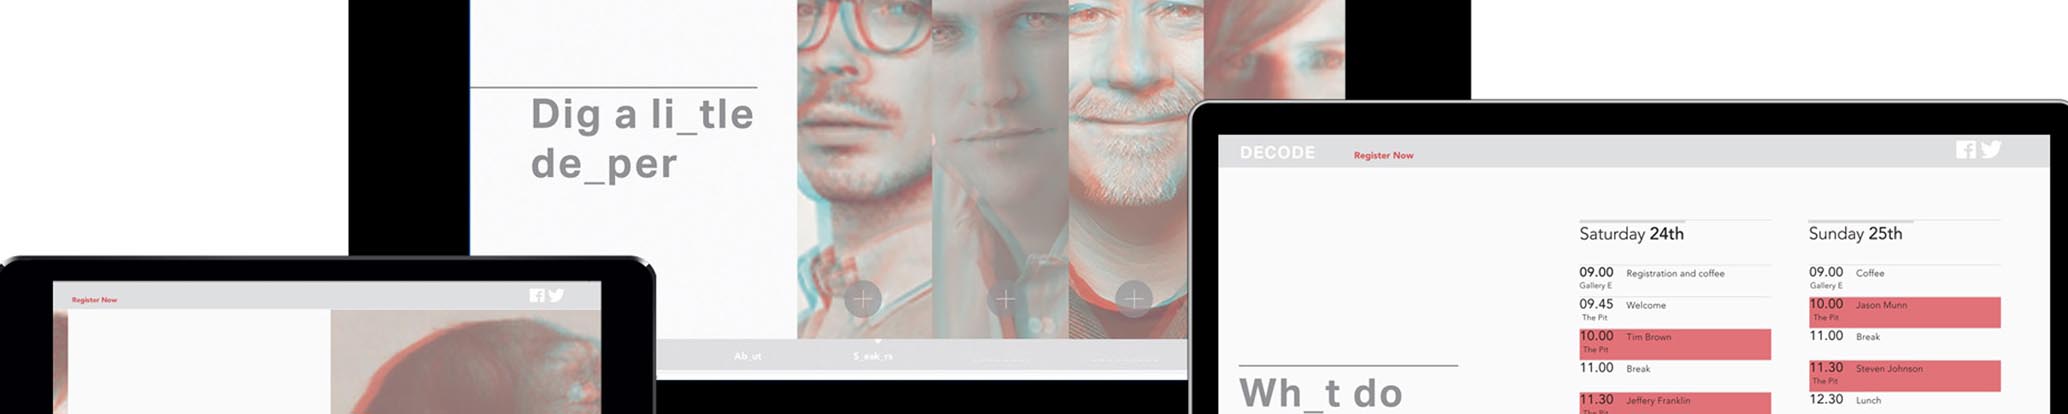 Dig a li_tle
de_per
Ab_ut
S_eak_rs
Register Now
DECODE
Register Now
Wh_t do
Saturday 24th
09.00 Registration and coffee
Gallery E
09.45 Welcome
The Pit
10.00 Tim Brown
The Pit
11.00 Break
11.30 Jeffery Franklin
The Pit
Sunday 25th
09.00 Coffee
Gallery E
10.00 Jason Munn
The Pit
11.00 Break
11.30 Steven Johnson
The Pit
12.30 Lunch